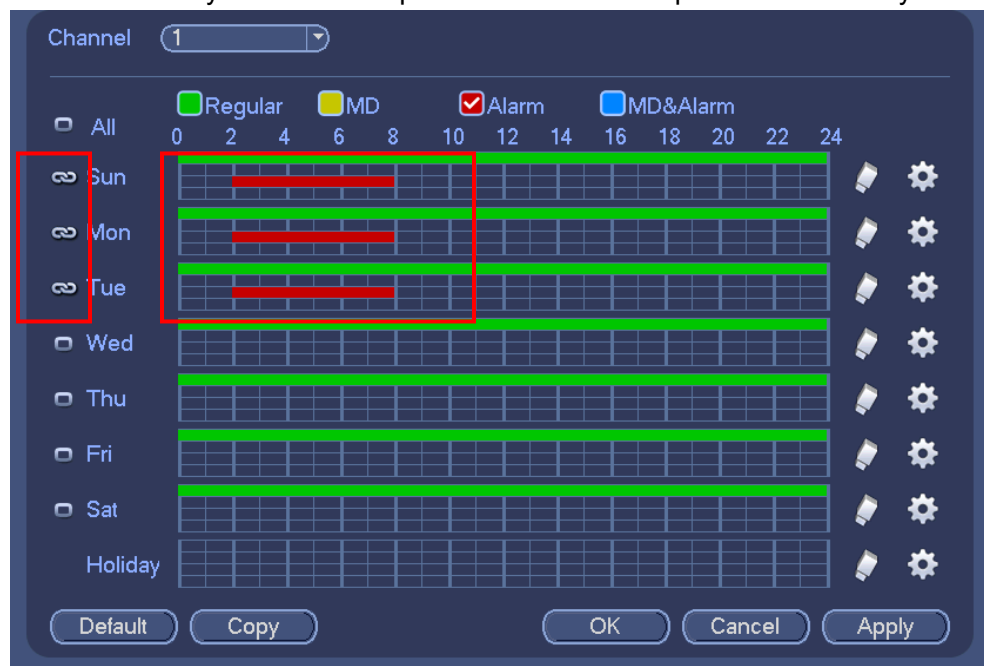 Channel 1
Regular MD Alarm MD&Alarm
All 0 2 4 6 8 10 12 14 16 18 20 22 24
Sun
Mon
Tue
Wed
Thu
Fri
Sat
Holiday
Default Copy OK Cancel Apply